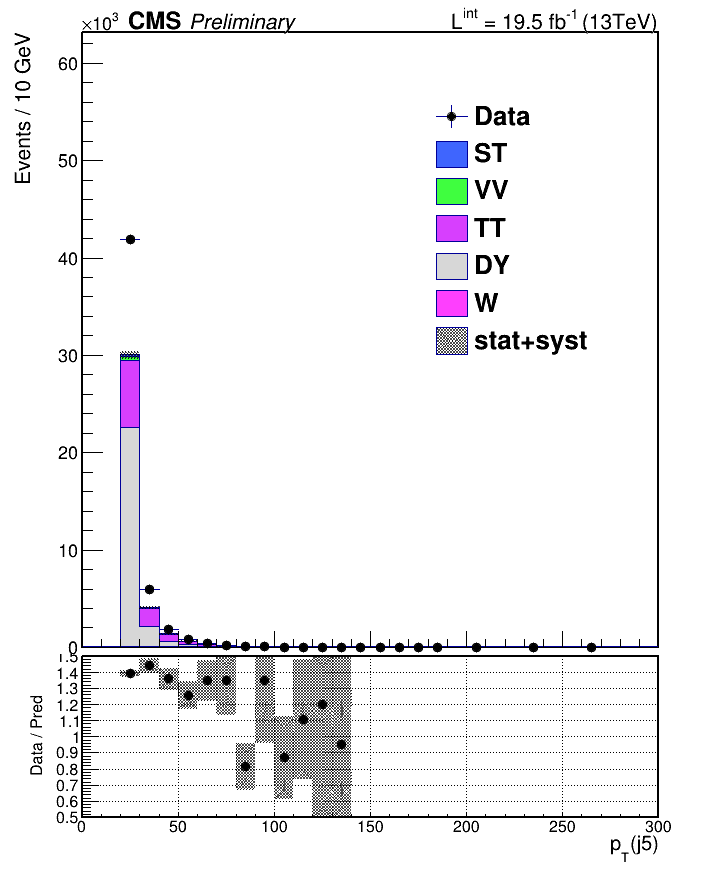 ×10³ CMS Preliminary L^int = 19.5 fb⁻¹ (13TeV)
Events / 10 GeV
60
50
40
30
20
10
0
Data
ST
VV
TT
DY
W
stat+syst
Data / Pred
1.5
1.4
1.3
1.2
1.1
1
0.9
0.8
0.7
0.6
0.5
0 50 100 150 200 250 300
p_T(j5)